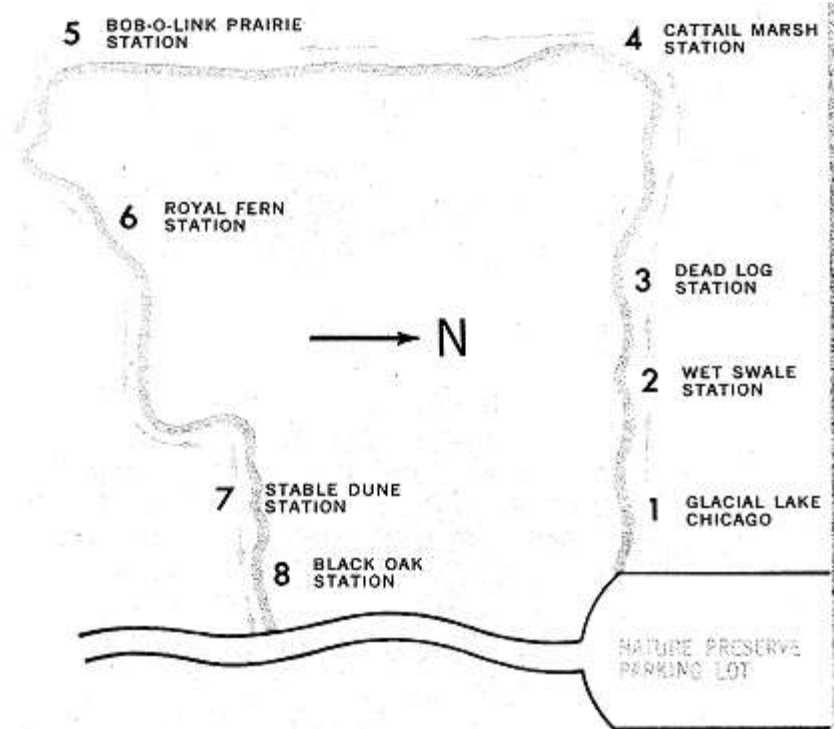 5 BOB-O-LINK PRAIRIE
STATION
4 CATTAIL MARSH
STATION
6 ROYAL FERN
STATION
3 DEAD LOG
STATION
N
2 WET SWALE
STATION
7 STABLE DUNE
STATION
1 GLACIAL LAKE
CHICAGO
8 BLACK OAK
STATION
NATURE PRESERVE
PARKING LOT